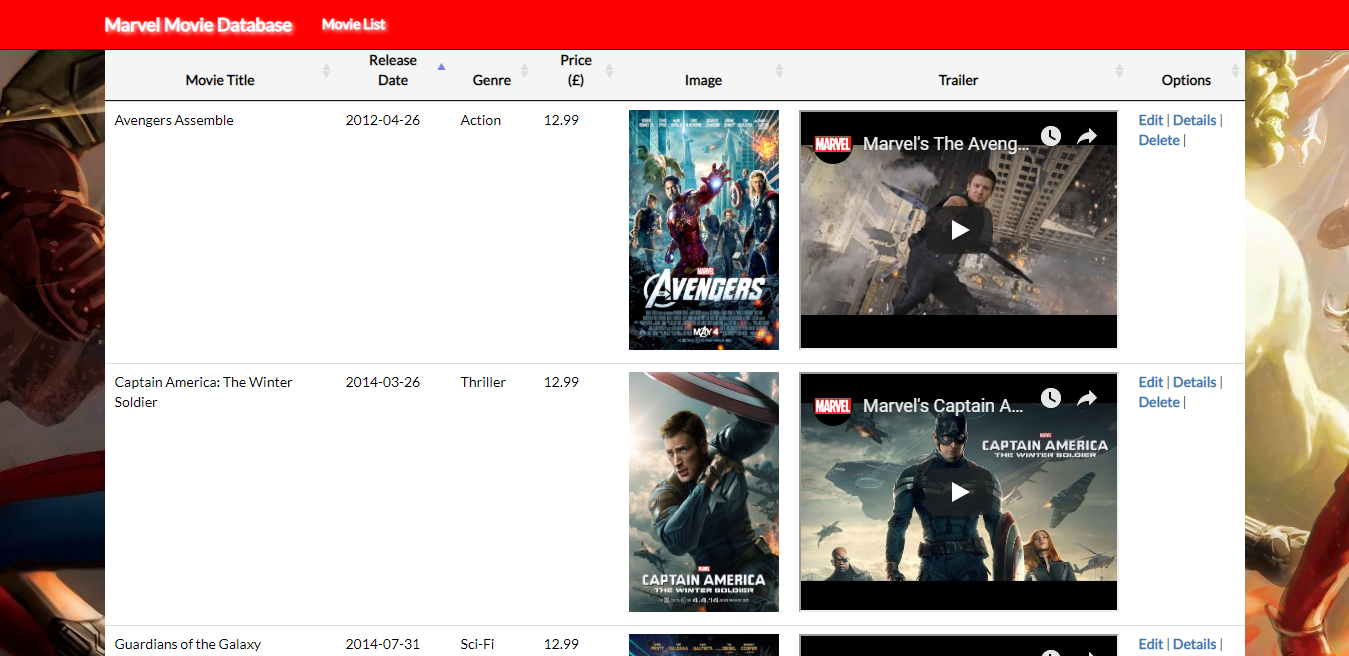 Marvel Movie Database Movie List
Movie Title Release Date Genre Price (£) Image Trailer Options
Avengers Assemble 2012-04-26 Action 12.99
MARVEL
AVENGERS
MAY 4
MARVEL Marvel's The Aveng...
Edit | Details |
Delete |
Captain America: The Winter
Soldier
2014-03-26 Thriller 12.99
MARVEL
CAPTAIN AMERICA
THE WINTER SOLDIER
4.4.14
MARVEL Marvel's Captain A...
MARVEL
CAPTAIN AMERICA
THE WINTER SOLDIER
Edit | Details |
Delete |
Guardians of the Galaxy 2014-07-31 Sci-Fi 12.99
Edit | Details |